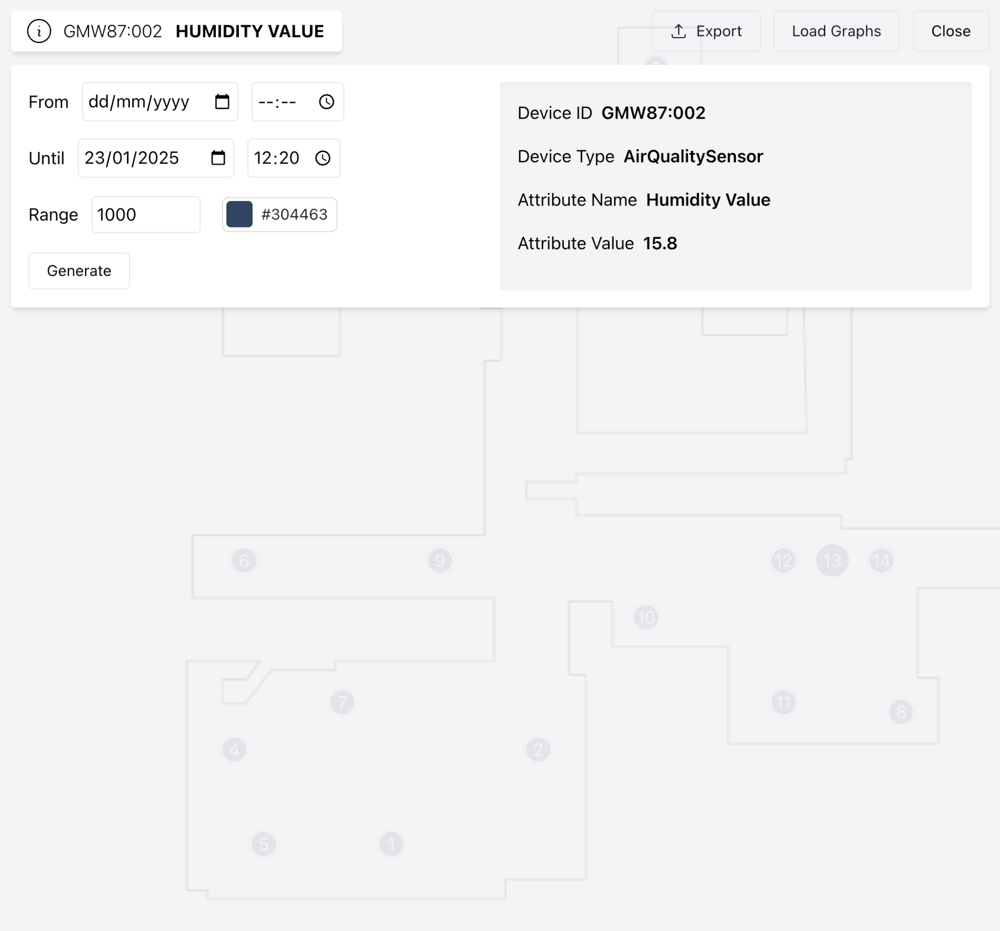 GMW87:002 HUMIDITY VALUE
Export
Load Graphs
Close
From dd/mm/yyyy --:--
Until 23/01/2025 12:20
Range 1000 #304463
Generate
Device ID GMW87:002
Device Type AirQualitySensor
Attribute Name Humidity Value
Attribute Value 15.8
6
9
12
13
14
10
7
11
8
4
2
5
1